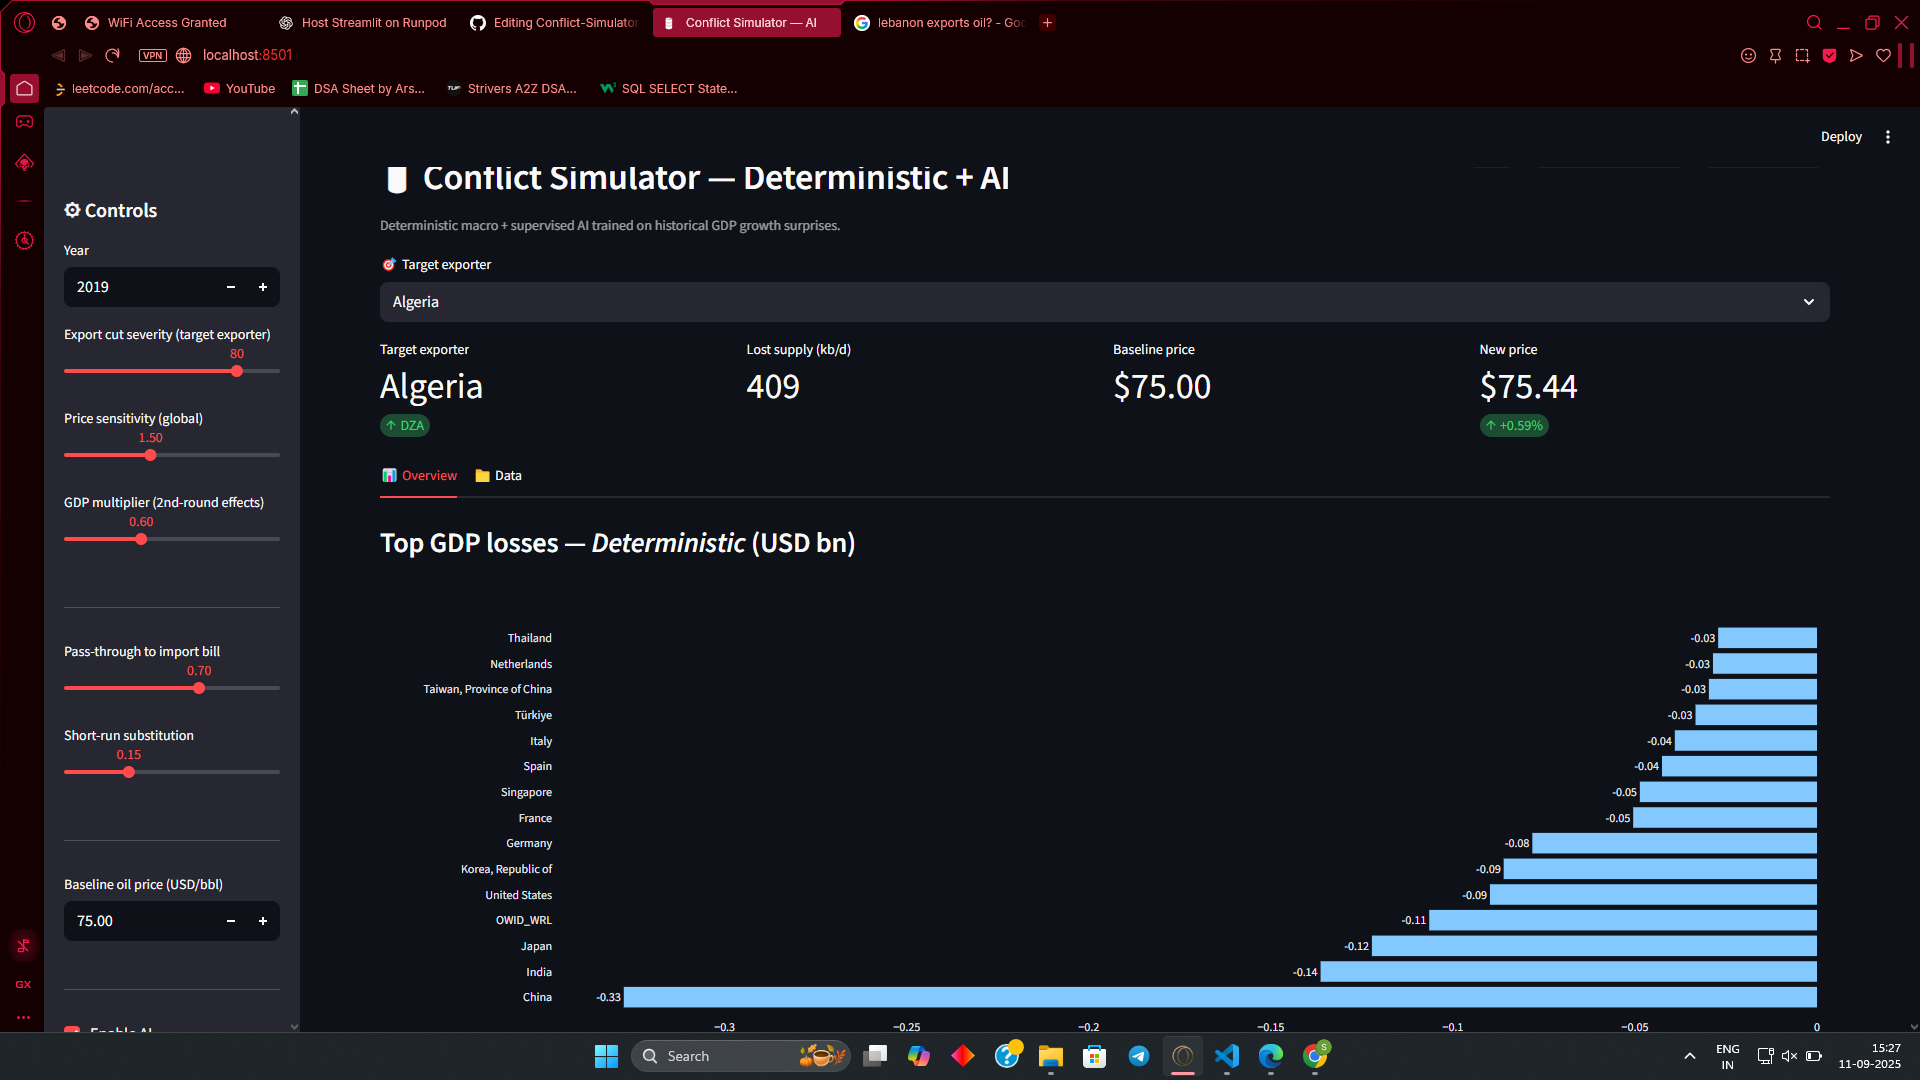 WiFi Access Granted
Host Streamlit on Runpod
Editing Conflict-Simulator
Conflict Simulator — AI
lebanon exports oil? - Goo
VPN
localhost:8501
leetcode.com/acc...
YouTube
DSA Sheet by Ars...
Strivers A2Z DSA...
SQL SELECT State...
Deploy
Controls
Year
2019
Export cut severity (target exporter)
80
Price sensitivity (global)
1.50
GDP multiplier (2nd-round effects)
0.60
Pass-through to import bill
0.70
Short-run substitution
0.15
Baseline oil price (USD/bbl)
75.00
Enable AI
GX
Conflict Simulator — Deterministic + AI
Deterministic macro + supervised AI trained on historical GDP growth surprises.
Target exporter
Algeria
Target exporter
Algeria
↑ DZA
Lost supply (kb/d)
409
Baseline price
$75.00
New price
$75.44
↑ +0.59%
Overview
Data
Top GDP losses — Deterministic (USD bn)
Thailand -0.03
Netherlands -0.03
Taiwan, Province of China -0.03
Türkiye -0.03
Italy -0.04
Spain -0.04
Singapore -0.05
France -0.05
Germany -0.08
Korea, Republic of -0.09
United States -0.09
OWID_WRL -0.11
Japan -0.12
India -0.14
China -0.33
−0.3 −0.25 −0.2 −0.15 −0.1 −0.05 0
Search
S
ENG
IN
15:27
11-09-2025